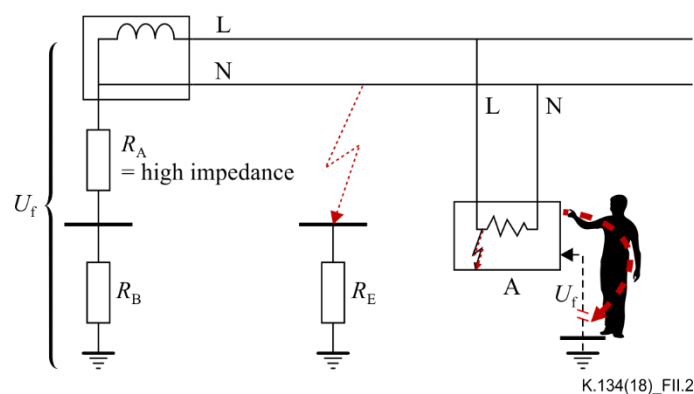 L
N
R_A
= high impedance
U_f
R_B
R_E
L
N
A
U_f
K.134(18)_FII.2